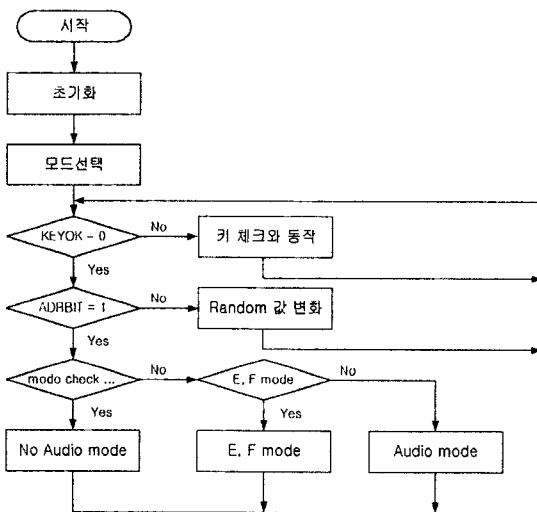 시작
초기화
모드선택
KEYOK = 0
No
키 체크와 동작
Yes
ADRBIT = 1
No
Random 값 변화
Yes
modo check ...
No
E, F mode
No
Yes
Yes
No Audio mode
E, F mode
Audio mode